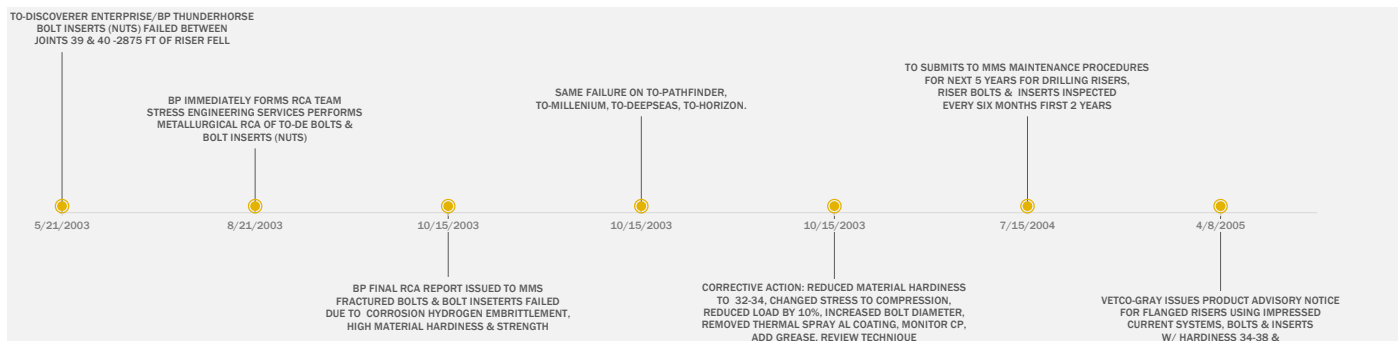 TO-DISCOVERER ENTERPRISE/BP THUNDERHORSE
BOLT INSERTS (NUTS) FAILED BETWEEN
JOINTS 39 & 40 -2875 FT OF RISER FELL
BP IMMEDIATELY FORMS RCA TEAM
STRESS ENGINEERING SERVICES PERFORMS
METALLURGICAL RCA OF TO-DE BOLTS &
BOLT INSERTS (NUTS)
SAME FAILURE ON TO-PATHFINDER,
TO-MILLENIUM, TO-DEEPSEAS, TO-HORIZON.
TO SUBMITS TO MMS MAINTENANCE PROCEDURES
FOR NEXT 5 YEARS FOR DRILLING RISERS,
RISER BOLTS & INSERTS INSPECTED
EVERY SIX MONTHS FIRST 2 YEARS
5/21/2003
8/21/2003
10/15/2003
10/15/2003
10/15/2003
7/15/2004
4/8/2005
BP FINAL RCA REPORT ISSUED TO MMS
FRACTURED BOLTS & BOLT INSETERTS FAILED
DUE TO CORROSION HYDROGEN EMBRITTLEMENT,
HIGH MATERIAL HARDNESS & STRENGTH
CORRECTIVE ACTION: REDUCED MATERIAL HARDNESS
TO 32-34, CHANGED STRESS TO COMPRESSION,
REDUCED LOAD BY 10%, INCREASED BOLT DIAMETER,
REMOVED THERMAL SPRAY AL COATING, MONITOR CP,
ADD GREASE, REVIEW TECHNIQUE
VETCO-GRAY ISSUES PRODUCT ADVISORY NOTICE
FOR FLANGED RISERS USING IMPRESSED
CURRENT SYSTEMS, BOLTS & INSERTS
W/ HARDNESS 34-38 &